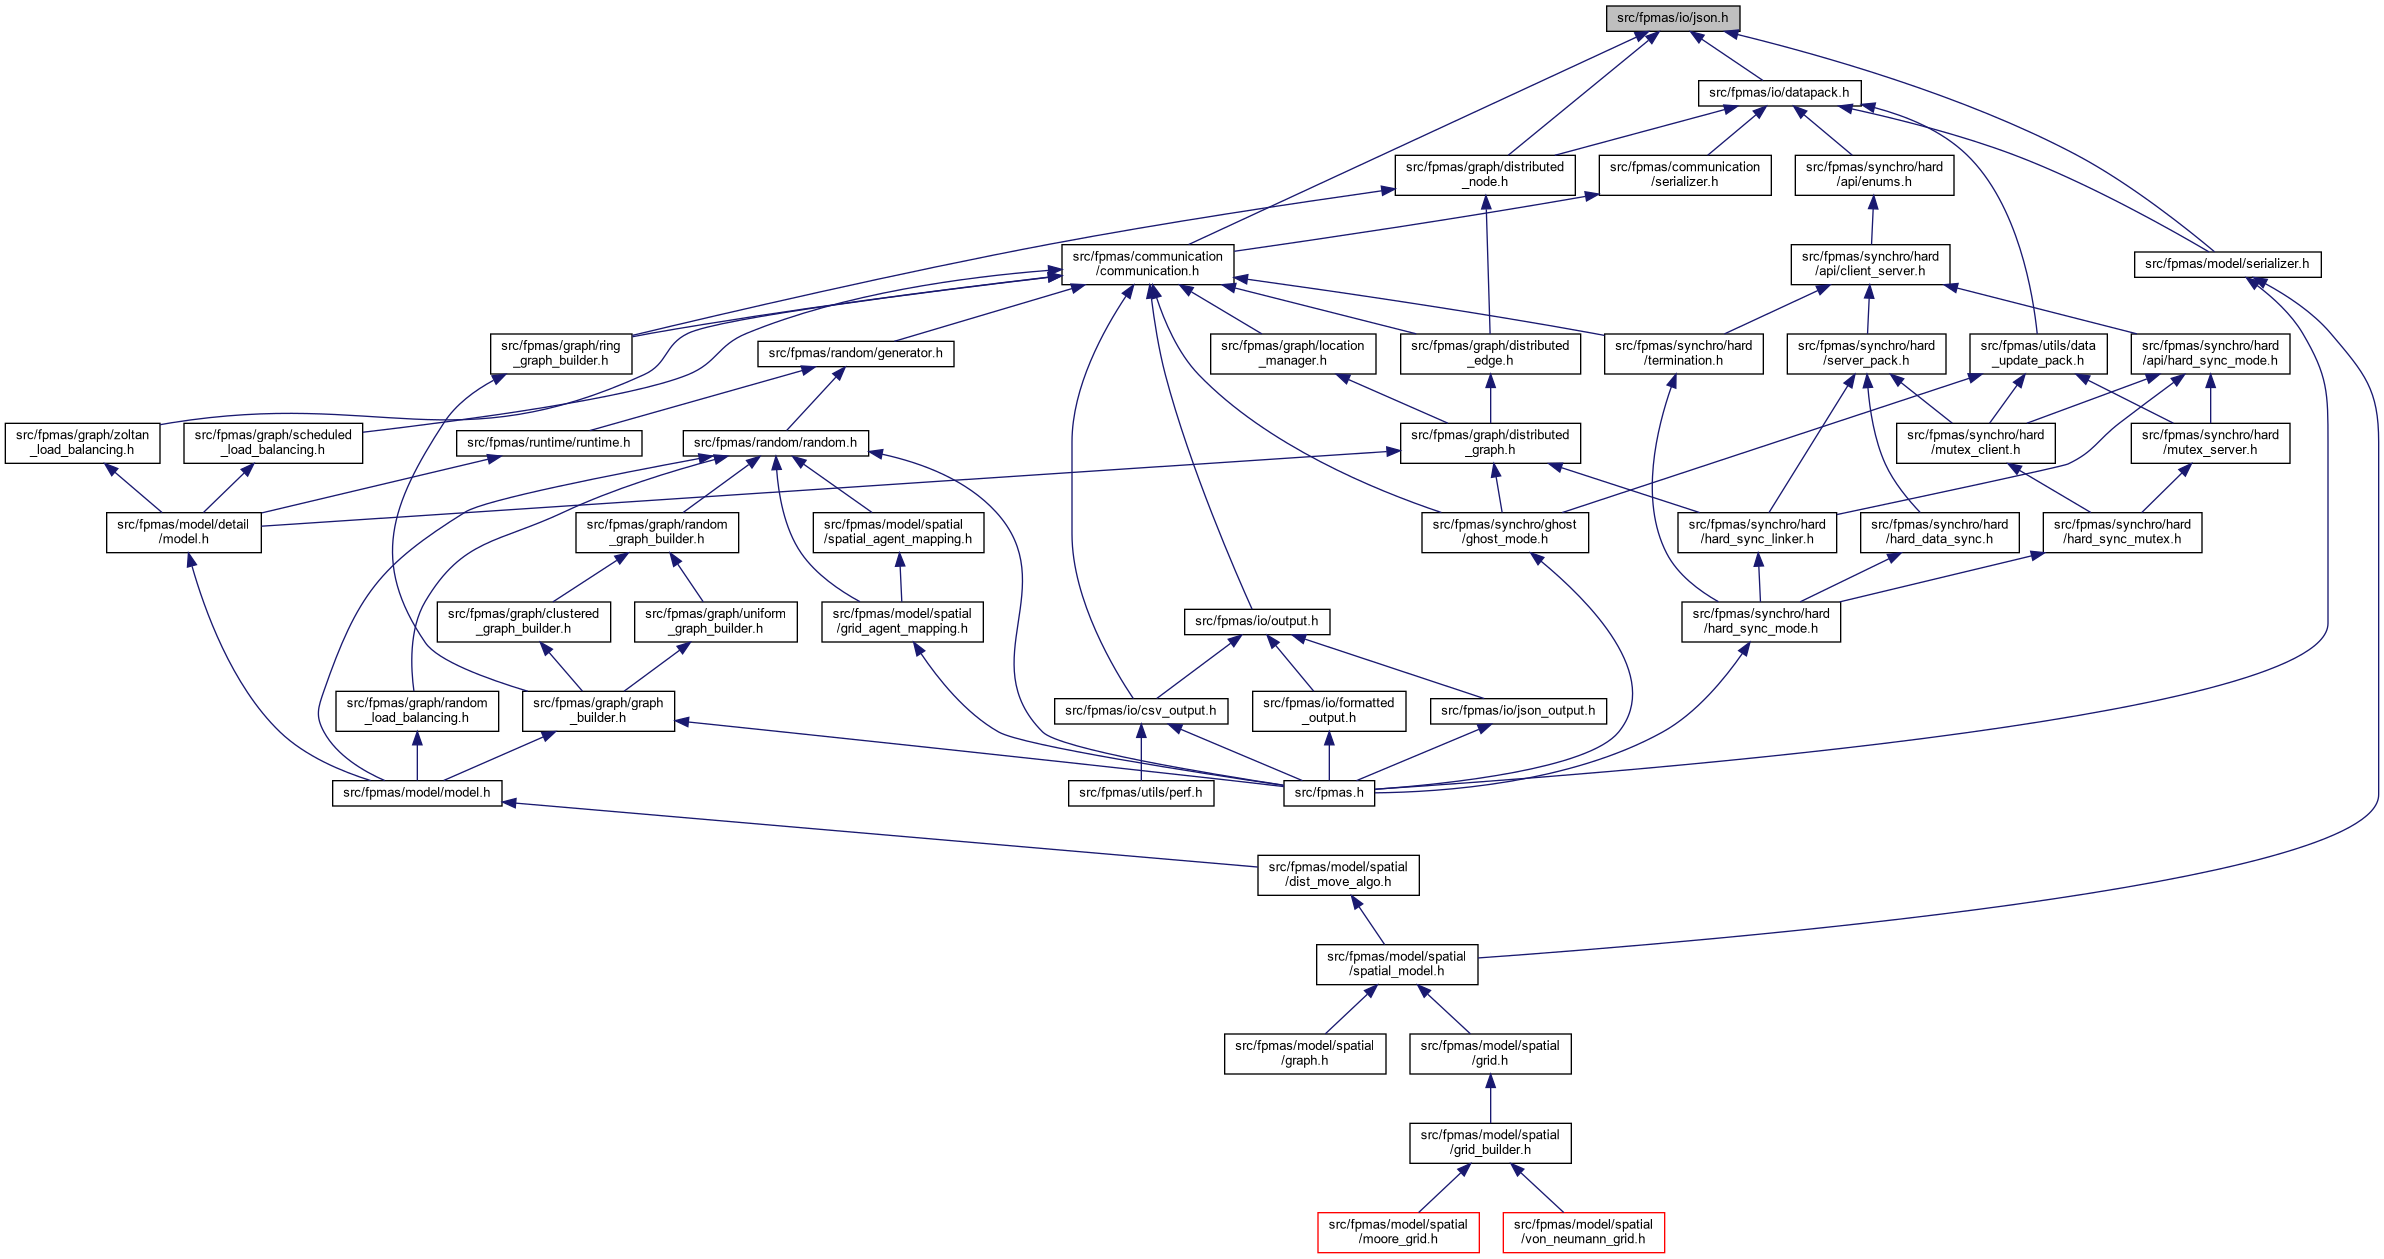 src/fpmas/io/json.h
src/fpmas/io/datapack.h
src/fpmas/graph/distributed
_node.h
src/fpmas/communication
/serializer.h
src/fpmas/synchro/hard
/api/enums.h
src/fpmas/communication
/communication.h
src/fpmas/synchro/hard
/api/client_server.h
src/fpmas/model/serializer.h
src/fpmas/graph/ring
_graph_builder.h
src/fpmas/random/generator.h
src/fpmas/graph/location
_manager.h
src/fpmas/graph/distributed
_edge.h
src/fpmas/synchro/hard
/termination.h
src/fpmas/synchro/hard
/server_pack.h
src/fpmas/utils/data
_update_pack.h
src/fpmas/synchro/hard
/api/hard_sync_mode.h
src/fpmas/graph/zoltan
_load_balancing.h
src/fpmas/graph/scheduled
_load_balancing.h
src/fpmas/runtime/runtime.h
src/fpmas/random/random.h
src/fpmas/graph/distributed
_graph.h
src/fpmas/synchro/hard
/mutex_client.h
src/fpmas/synchro/hard
/mutex_server.h
src/fpmas/model/detail
/model.h
src/fpmas/graph/random
_graph_builder.h
src/fpmas/model/spatial
/spatial_agent_mapping.h
src/fpmas/synchro/ghost
/ghost_mode.h
src/fpmas/synchro/hard
/hard_sync_linker.h
src/fpmas/synchro/hard
/hard_data_sync.h
src/fpmas/synchro/hard
/hard_sync_mutex.h
src/fpmas/graph/clustered
_graph_builder.h
src/fpmas/graph/uniform
_graph_builder.h
src/fpmas/model/spatial
/grid_agent_mapping.h
src/fpmas/io/output.h
src/fpmas/synchro/hard
/hard_sync_mode.h
src/fpmas/graph/random
_load_balancing.h
src/fpmas/graph/graph
_builder.h
src/fpmas/io/csv_output.h
src/fpmas/io/formatted
_output.h
src/fpmas/io/json_output.h
src/fpmas/model/model.h
src/fpmas/utils/perf.h
src/fpmas.h
src/fpmas/model/spatial
/dist_move_algo.h
src/fpmas/model/spatial
/spatial_model.h
src/fpmas/model/spatial
/graph.h
src/fpmas/model/spatial
/grid.h
src/fpmas/model/spatial
/grid_builder.h
src/fpmas/model/spatial
/moore_grid.h
src/fpmas/model/spatial
/von_neumann_grid.h